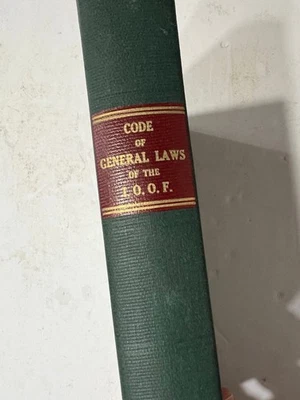 CODE
OF
GENERAL LAWS
OF THE
I. O. O. F.